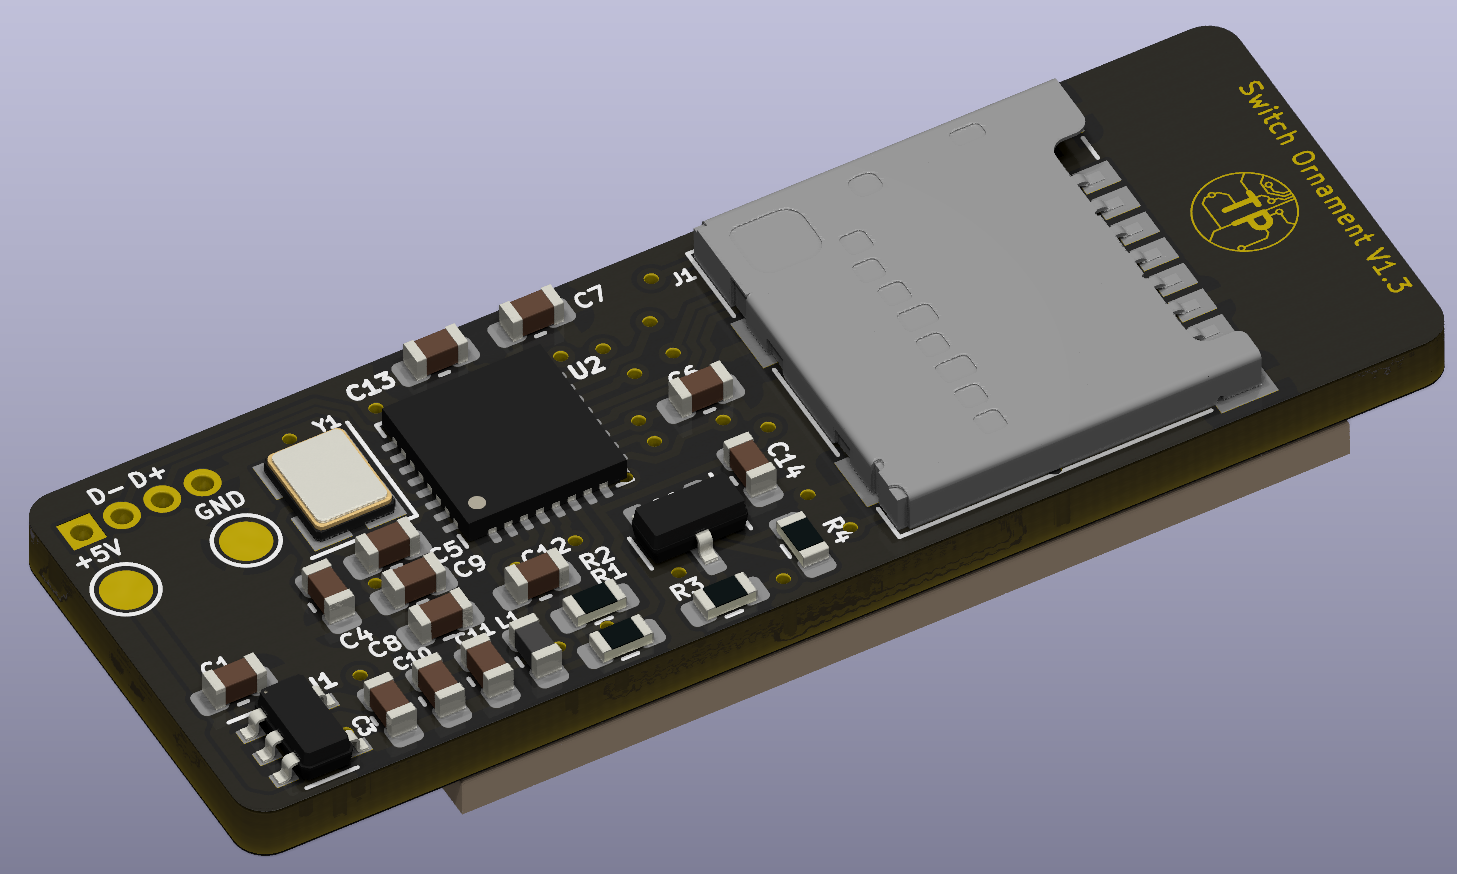 Switch Ornament V1.3
TP
J1
C7
U2
C13
C6
Y1
C14
D- D+
GND
+5V
R4
C5
C9
C12
R2
R1
R3
C4
C8
C11
L1
C10
C1
C3